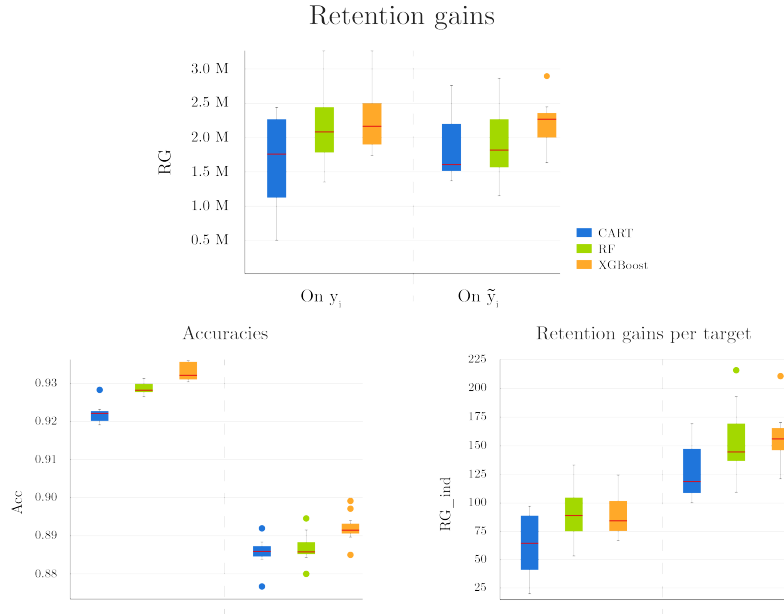 Retention gains
3.0 M
2.5 M
2.0 M
1.5 M
1.0 M
0.5 M
RG
CART
RF
XGBoost
On yᵢ
On ỹᵢ
Accuracies
0.93
0.92
0.91
0.90
0.89
0.88
Acc
Retention gains per target
225
200
175
150
125
100
75
50
25
RG_ind